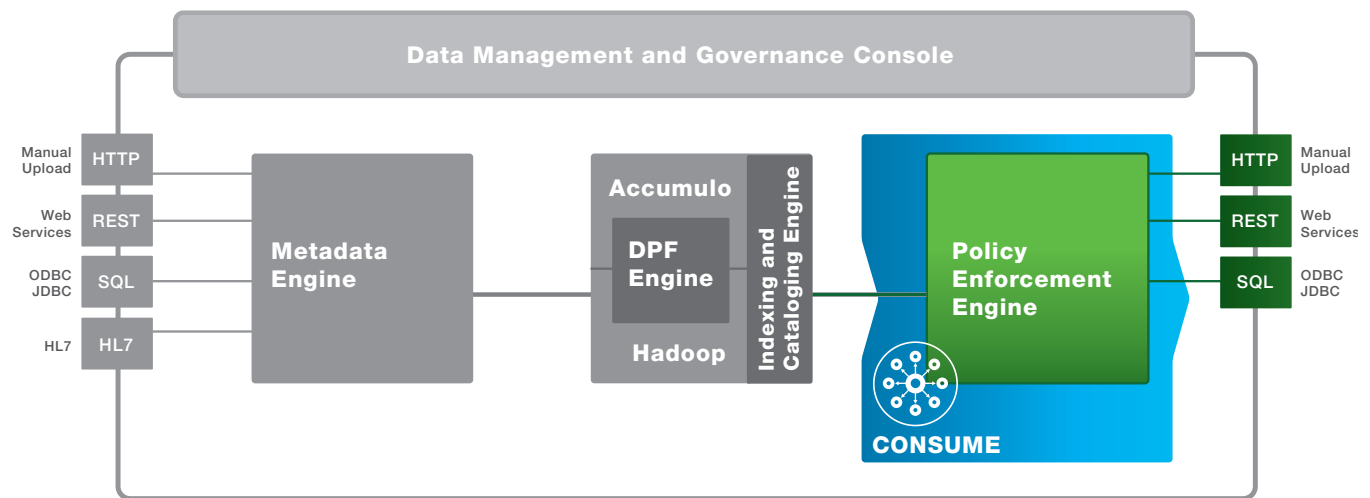 Data Management and Governance Console
Manual
Upload
HTTP
Web
Services
REST
ODBC
JDBC
SQL
HL7
HL7
Metadata
Engine
Accumulo
DPF
Engine
Hadoop
Indexing and
Cataloging Engine
Policy
Enforcement
Engine
CONSUME
HTTP
Manual
Upload
REST
Web
Services
SQL
ODBC
JDBC